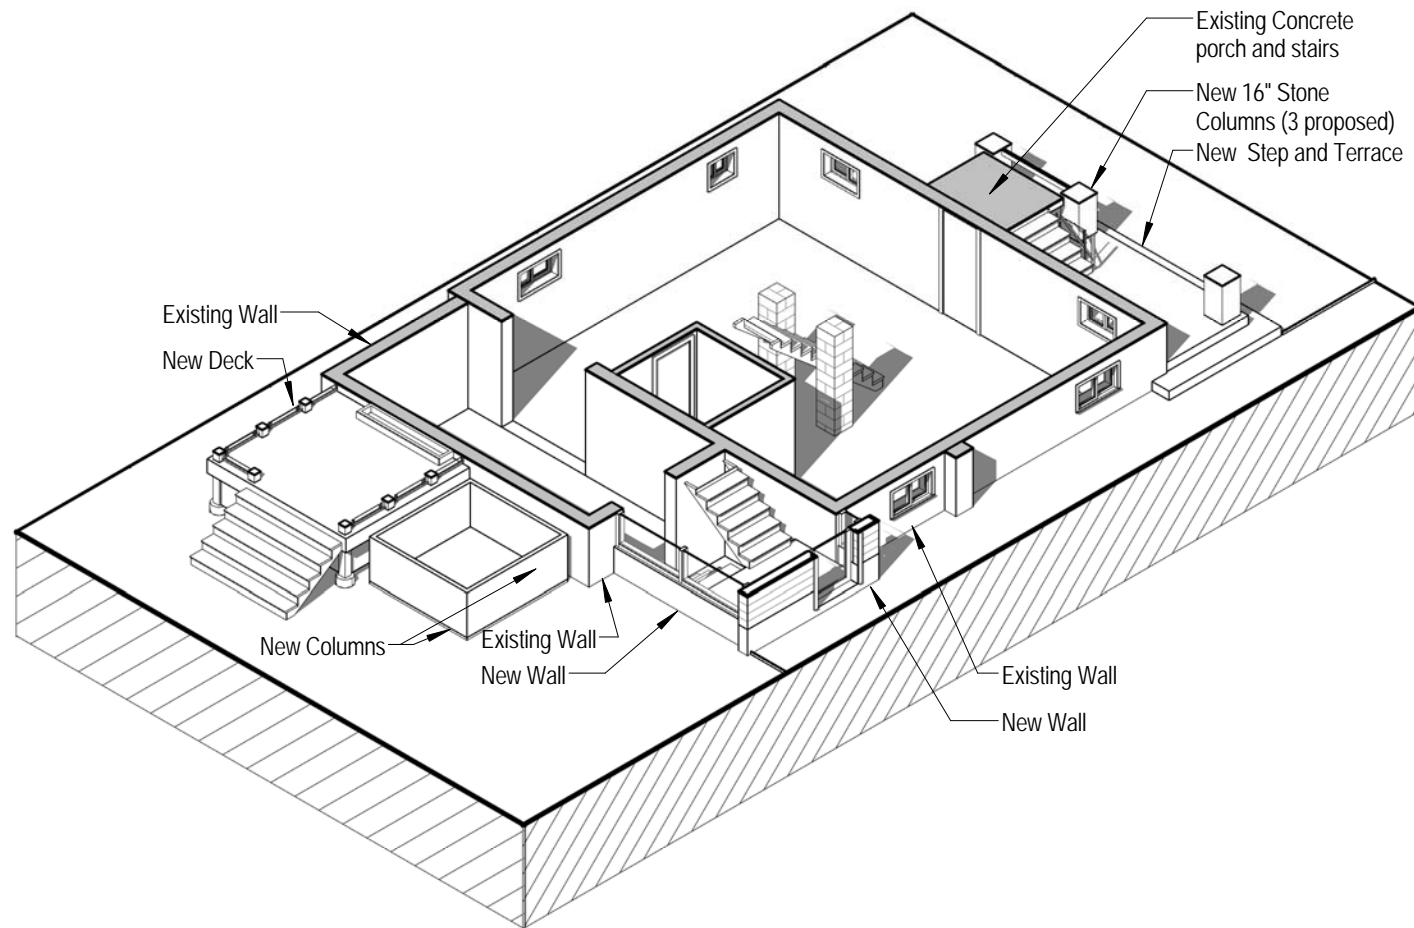 Existing Concrete
porch and stairs
New 16" Stone
Columns (3 proposed)
New Step and Terrace
Existing Wall
New Deck
New Columns
Existing Wall
New Wall
Existing Wall
New Wall